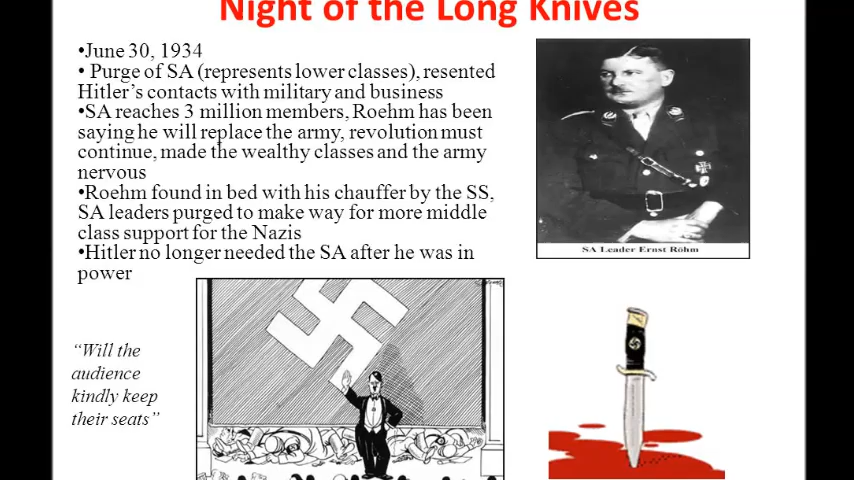 Night of the Long Knives
•June 30, 1934
• Purge of SA (represents lower classes), resented
Hitler's contacts with military and business
•SA reaches 3 million members, Roehm has been
saying he will replace the army, revolution must
continue, made the wealthy classes and the army
nervous
•Roehm found in bed with his chauffer by the SS,
SA leaders purged to make way for more middle
class support for the Nazis
•Hitler no longer needed the SA after he was in
power
SA Leader Ernst Röhm
“Will the
audience
kindly keep
their seats”